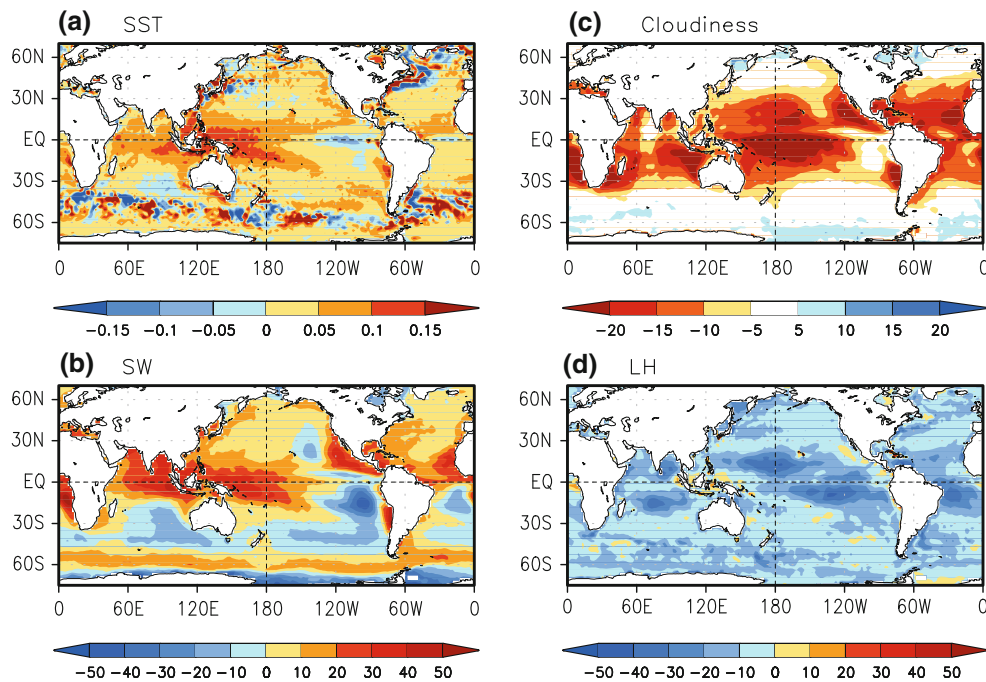 (a) SST
60N
30N
EQ
30S
60S
0 60E 120E 180 120W 60W 0
−0.15 −0.1 −0.05 0 0.05 0.1 0.15
(c) Cloudiness
60N
30N
EQ
30S
60S
0 60E 120E 180 120W 60W 0
−20 −15 −10 −5 5 10 15 20
(b) SW
60N
30N
EQ
30S
60S
0 60E 120E 180 120W 60W 0
−50 −40 −30 −20 −10 0 10 20 30 40 50
(d) LH
60N
30N
EQ
30S
60S
0 60E 120E 180 120W 60W 0
−50 −40 −30 −20 −10 0 10 20 30 40 50